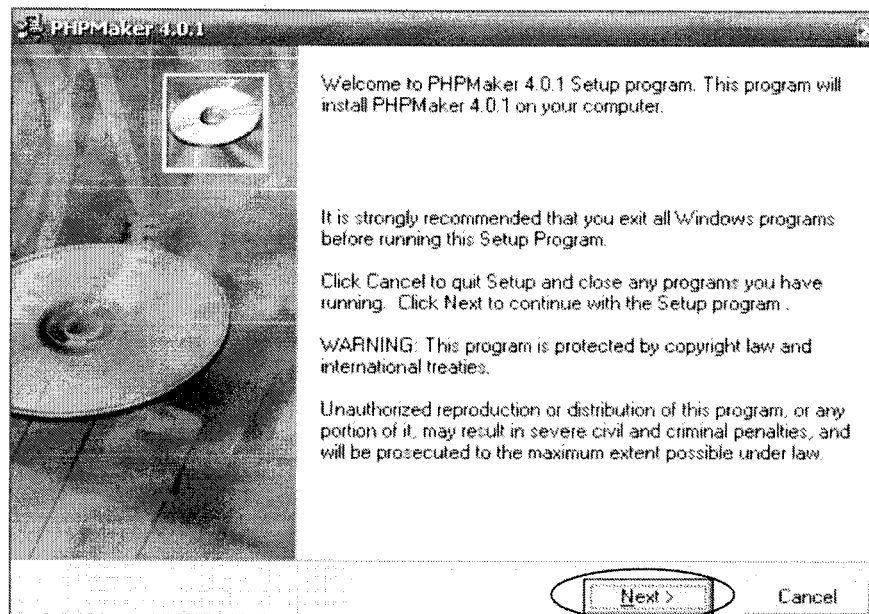 PHPMaker 4.0.1
Welcome to PHPMaker 4.0.1 Setup program. This program will
install PHPMaker 4.0.1 on your computer.
It is strongly recommended that you exit all Windows programs
before running this Setup Program.
Click Cancel to quit Setup and close any programs you have
running. Click Next to continue with the Setup program .
WARNING: This program is protected by copyright law and
international treaties.
Unauthorized reproduction or distribution of this program, or any
portion of it, may result in severe civil and criminal penalties, and
will be prosecuted to the maximum extent possible under law.
Next >
Cancel